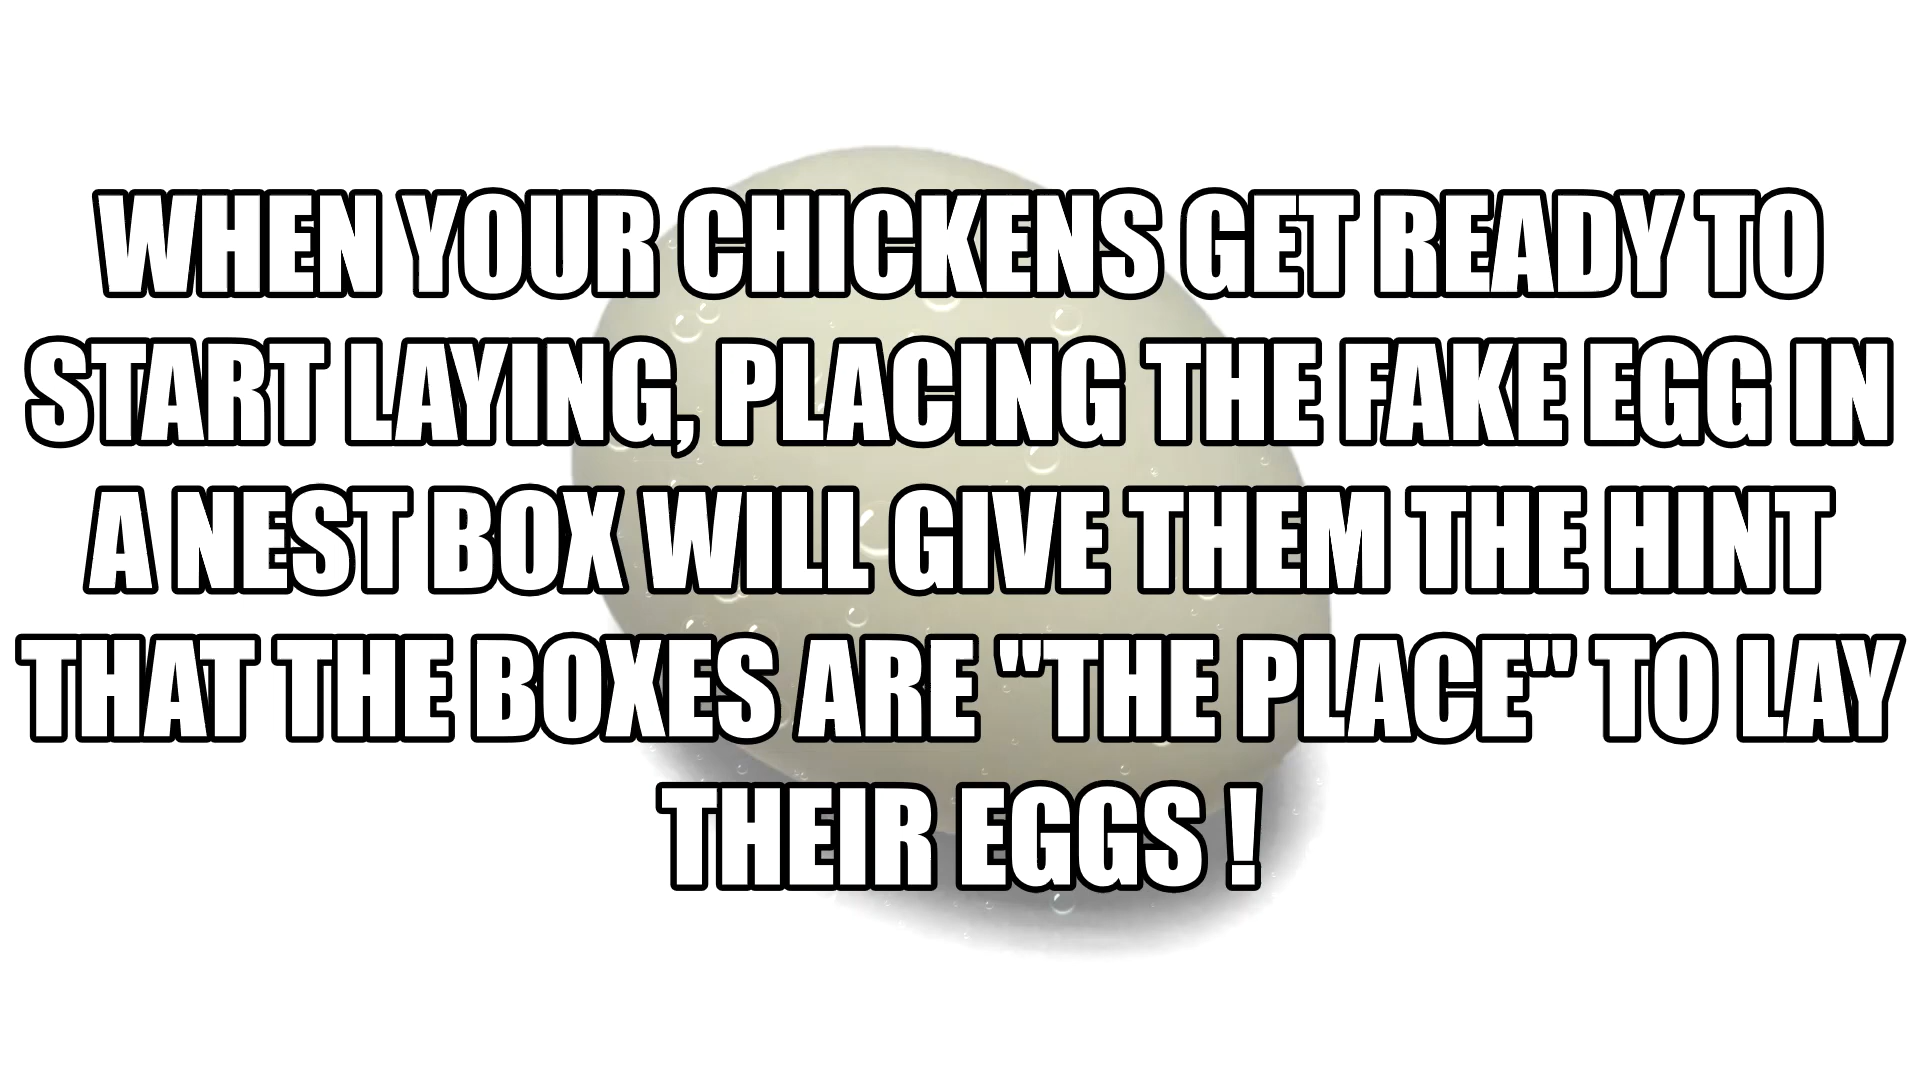 WHEN YOUR CHICKENS GET READY TO
START LAYING, PLACING THE FAKE EGG IN
A NEST BOX WILL GIVE THEM THE HINT
THAT THE BOXES ARE "THE PLACE" TO LAY
THEIR EGGS !